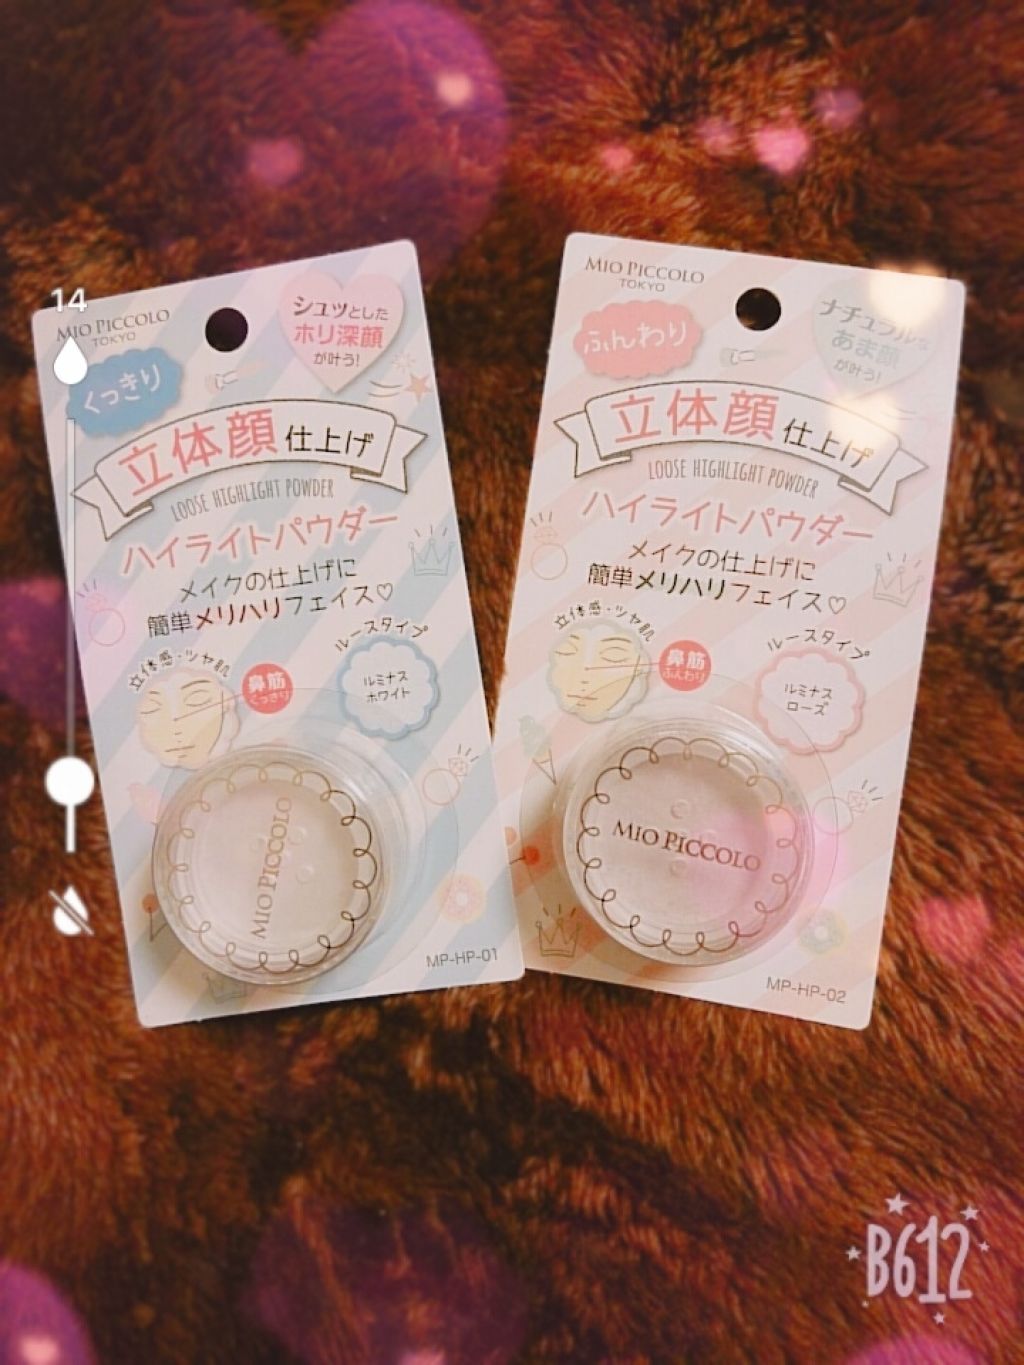 14
MIO PICCOLO
TOKYO
くっきり
シュッとした
ホリ深顔
が叶う!
立体顔 仕上げ
LOOSE HIGHLIGHT POWDER
ハイライトパウダー
メイクの仕上げに
簡単メリハリフェイス♡
立体感・ツヤ肌
鼻筋
くっきり
ルースタイプ
ルミナス
ホワイト
MIO PICCOLO
MP-HP-01
MIO PICCOLO
TOKYO
ふんわり
ナチュラルな
あま顔
が叶う!
立体顔 仕上げ
LOOSE HIGHLIGHT POWDER
ハイライトパウダー
メイクの仕上げに
簡単メリハリフェイス♡
立体感・ツヤ肌
鼻筋
ふんわり
ルースタイプ
ルミナス
ローズ
MIO PICCOLO
MP-HP-02
B612